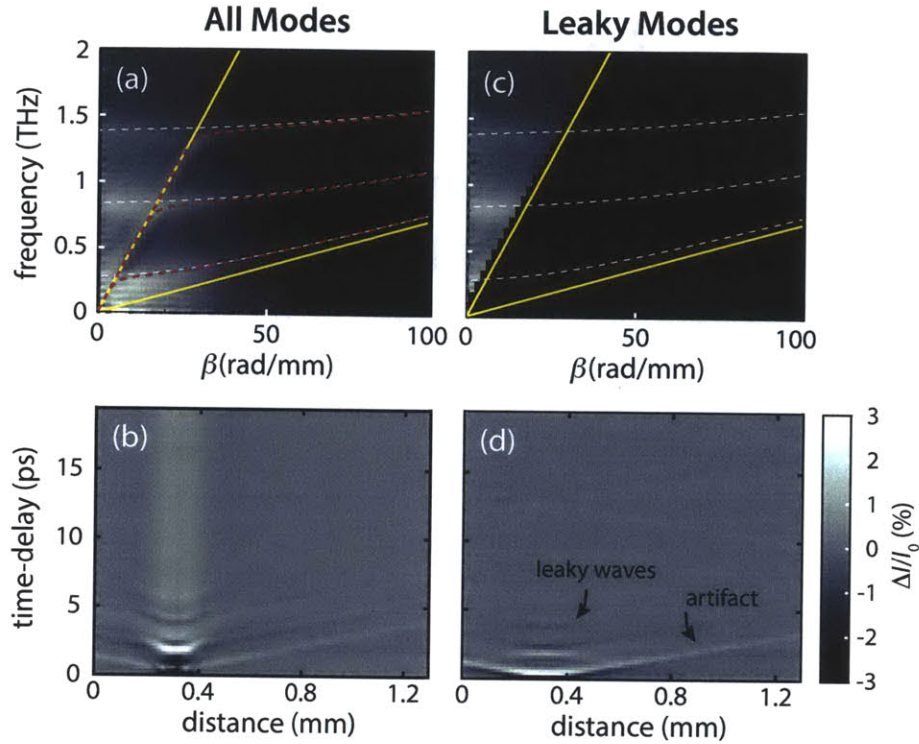 All Modes
Leaky Modes
(a)
(c)
2
1.5
1
0.5
0
frequency (THz)
0
50
100
0
50
100
β(rad/mm)
β(rad/mm)
(b)
(d)
15
10
5
0
time-delay (ps)
leaky waves
artifact
3
2
1
0
-1
-2
-3
ΔI/I0 (%)
0
0.4
0.8
1.2
0
0.4
0.8
1.2
distance (mm)
distance (mm)